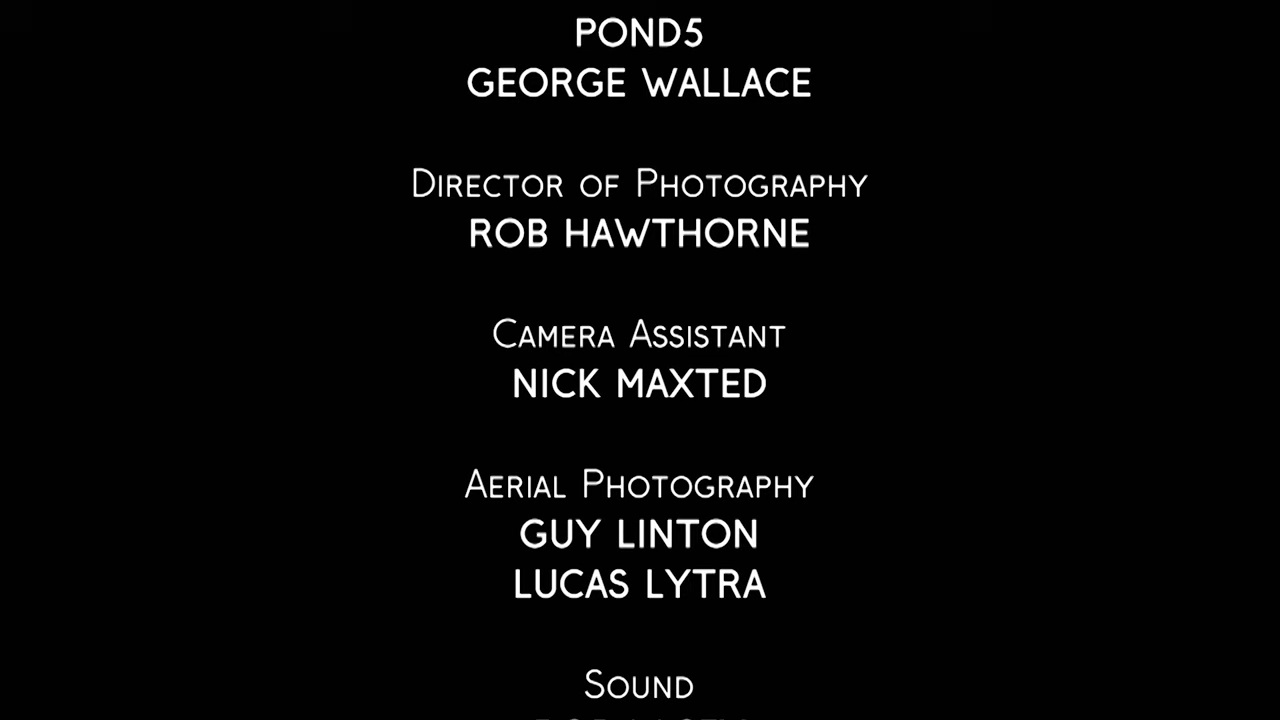 POND5
GEORGE WALLACE
DIRECTOR OF PHOTOGRAPHY
ROB HAWTHORNE
CAMERA ASSISTANT
NICK MAXTED
AERIAL PHOTOGRAPHY
GUY LINTON
LUCAS LYTRA
SOUND